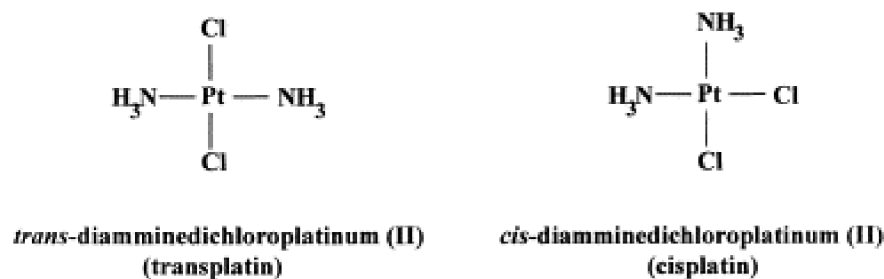 Cl
H3N Pt NH3
Cl
trans-diamminedichloroplatinum (II)
(transplatin)
NH3
H3N Pt Cl
Cl
cis-diamminedichloroplatinum (II)
(cisplatin)